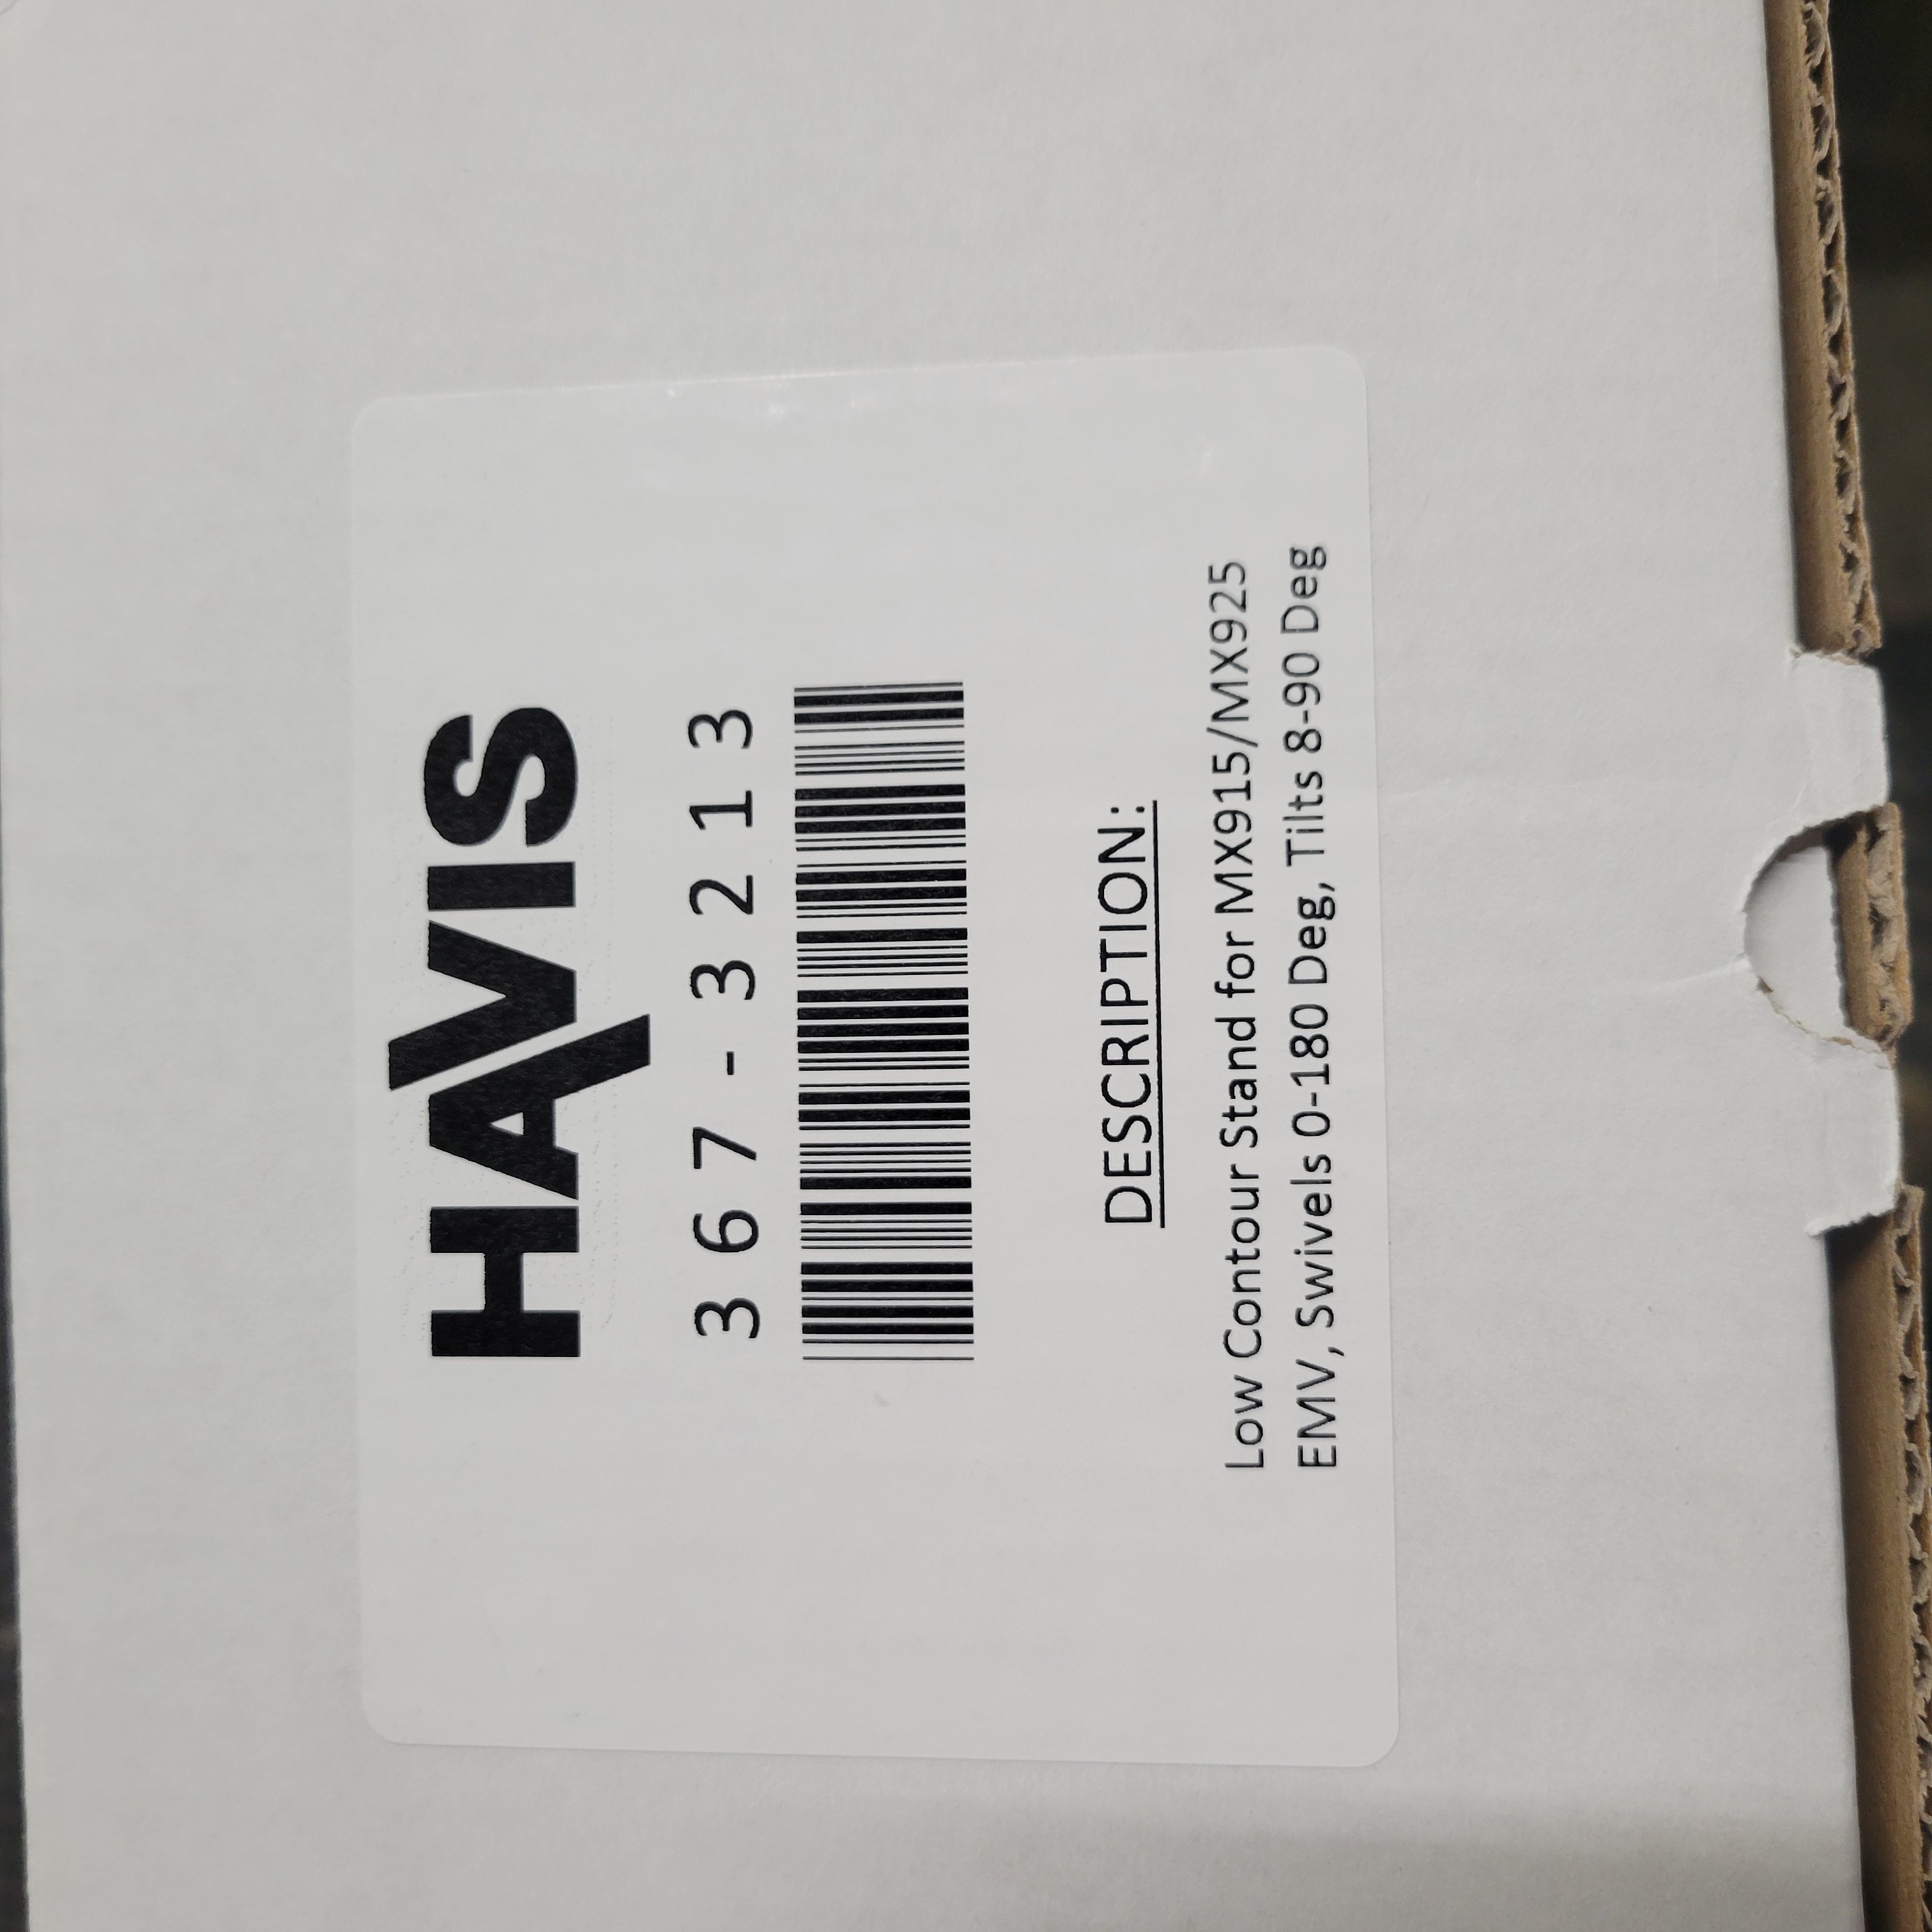 HAVIS
367-3213
DESCRIPTION:
Low Contour Stand for MX915/MX925
EMV, Swivels 0-180 Deg, Tilts 8-90 Deg